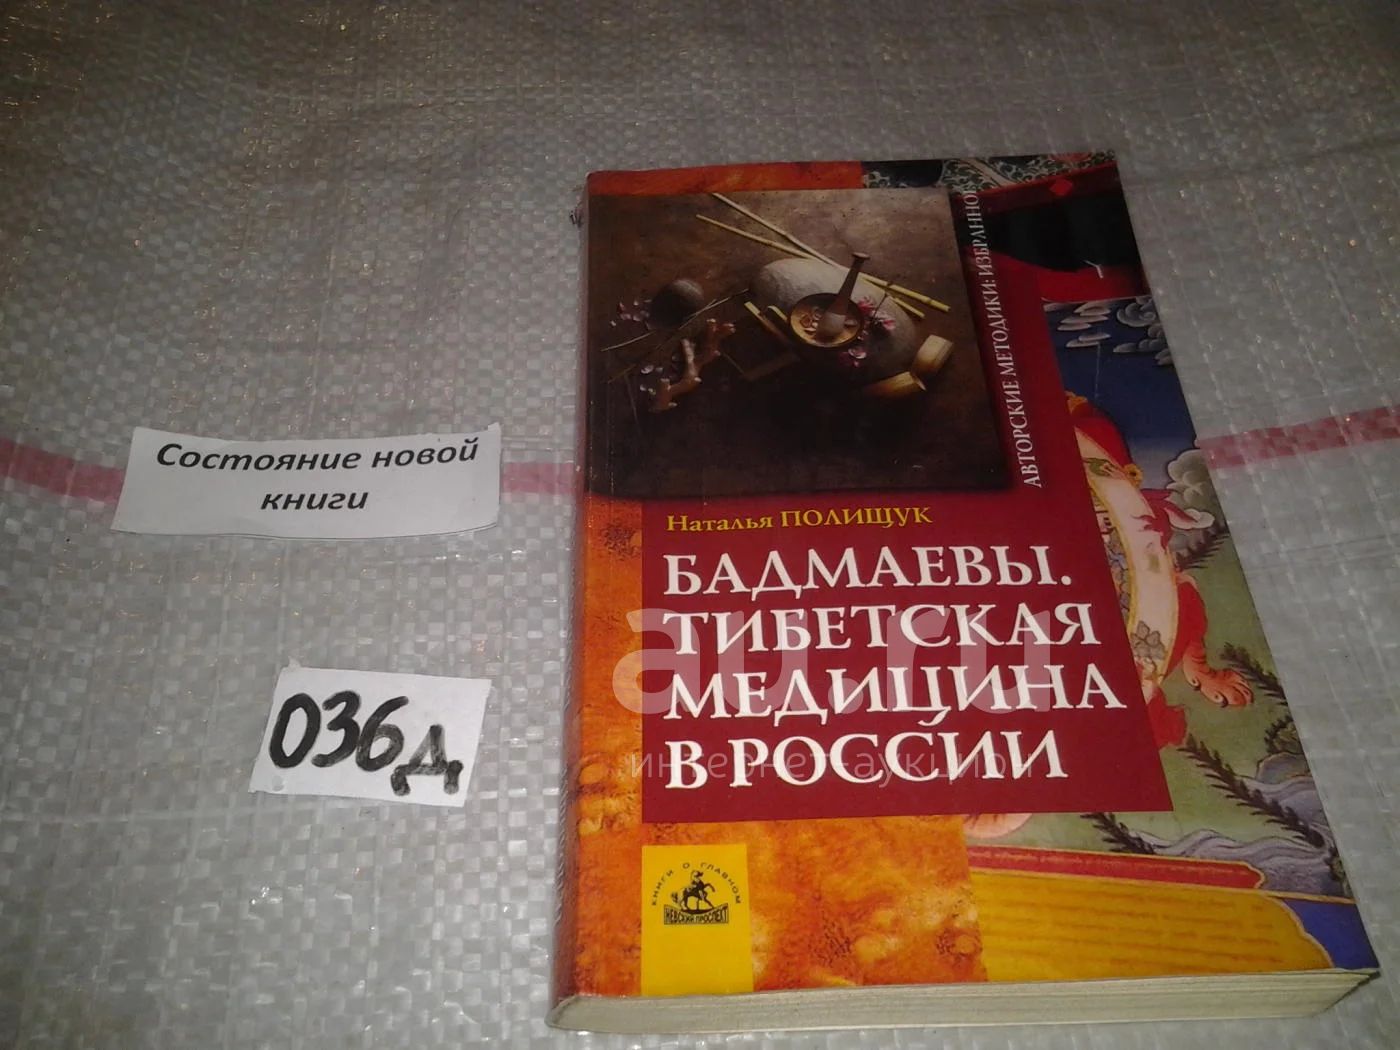 Состояние новой
книги
036д
АВТОРСКИЕ МЕТОДИКИ: ИЗБРАННОЕ
Наталья ПОЛИЩУК
БАДМАЕВЫ.
ТИБЕТСКАЯ
МЕДИЦИНА
В РОССИИ
au.ru
интернет-аукцион
КНИГИ О ГЛАВНОМ
НЕВСКИЙ ПРОСПЕКТ